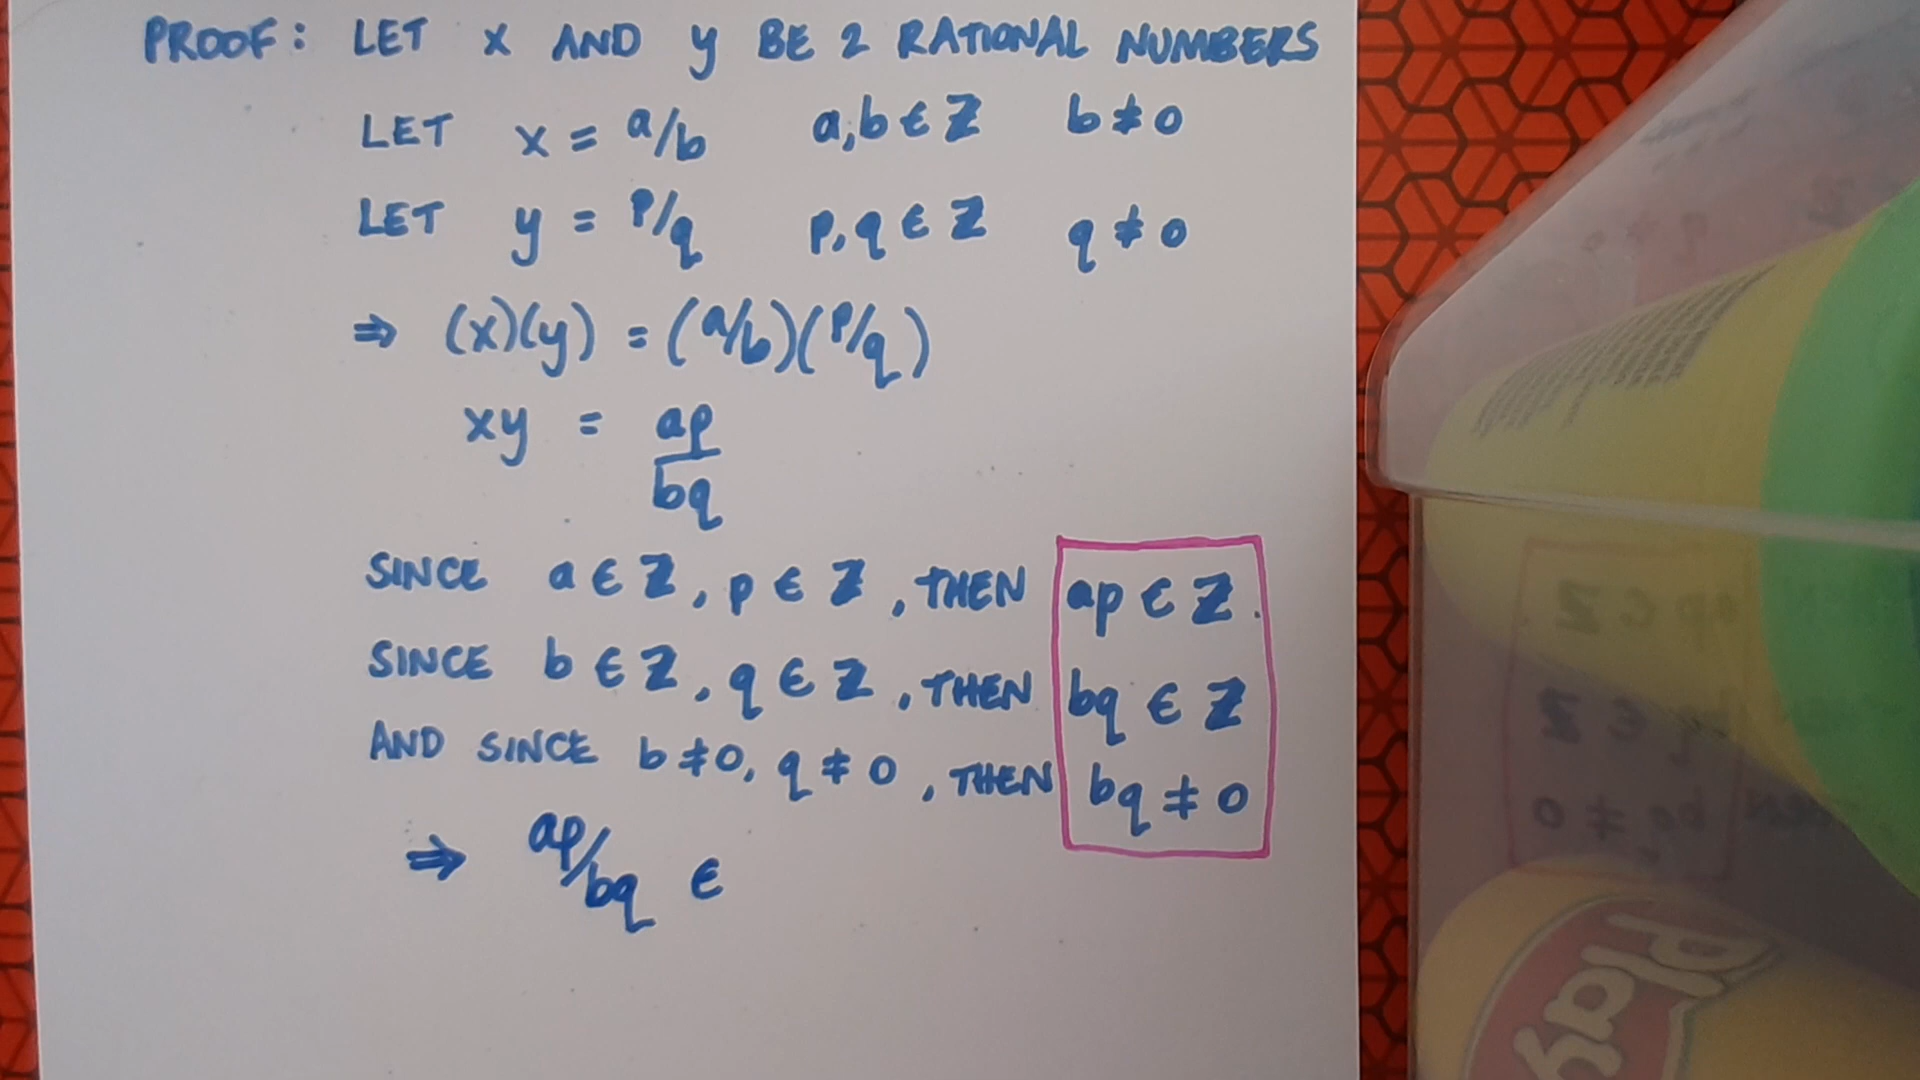 PROOF: LET x AND y BE 2 RATIONAL NUMBERS
LET x = a/b a,b ∈ Z b ≠ 0
LET y = p/q p,q ∈ Z q ≠ 0
⇒ (x)(y) = (a/b)(p/q)
xy = ap/bq
SINCE a ∈ Z, p ∈ Z, THEN ap ∈ Z.
SINCE b ∈ Z, q ∈ Z, THEN bq ∈ Z
AND SINCE b ≠ 0, q ≠ 0, THEN bq ≠ 0
⇒ ap/bq ∈
Play